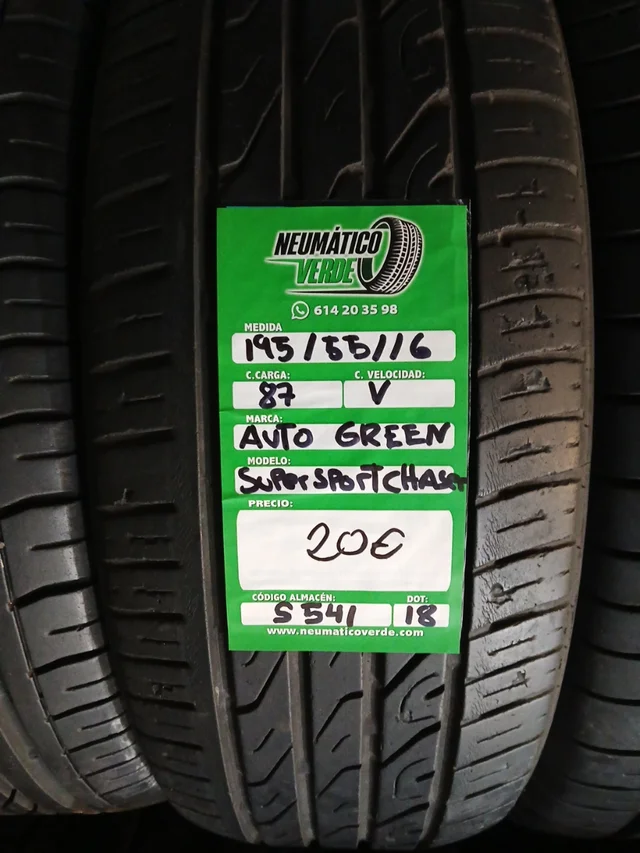 NEUMÁTICO
VERDE
614 20 35 98
MEDIDA
195/55/16
C.CARGA: C. VELOCIDAD:
87 V
MARCA:
AUTO GREEN
MODELO:
SUPERSPORTCHASER
PRECIO:
20€
CÓDIGO ALMACÉN: DOT:
S541 18
www.neumaticoverde.com